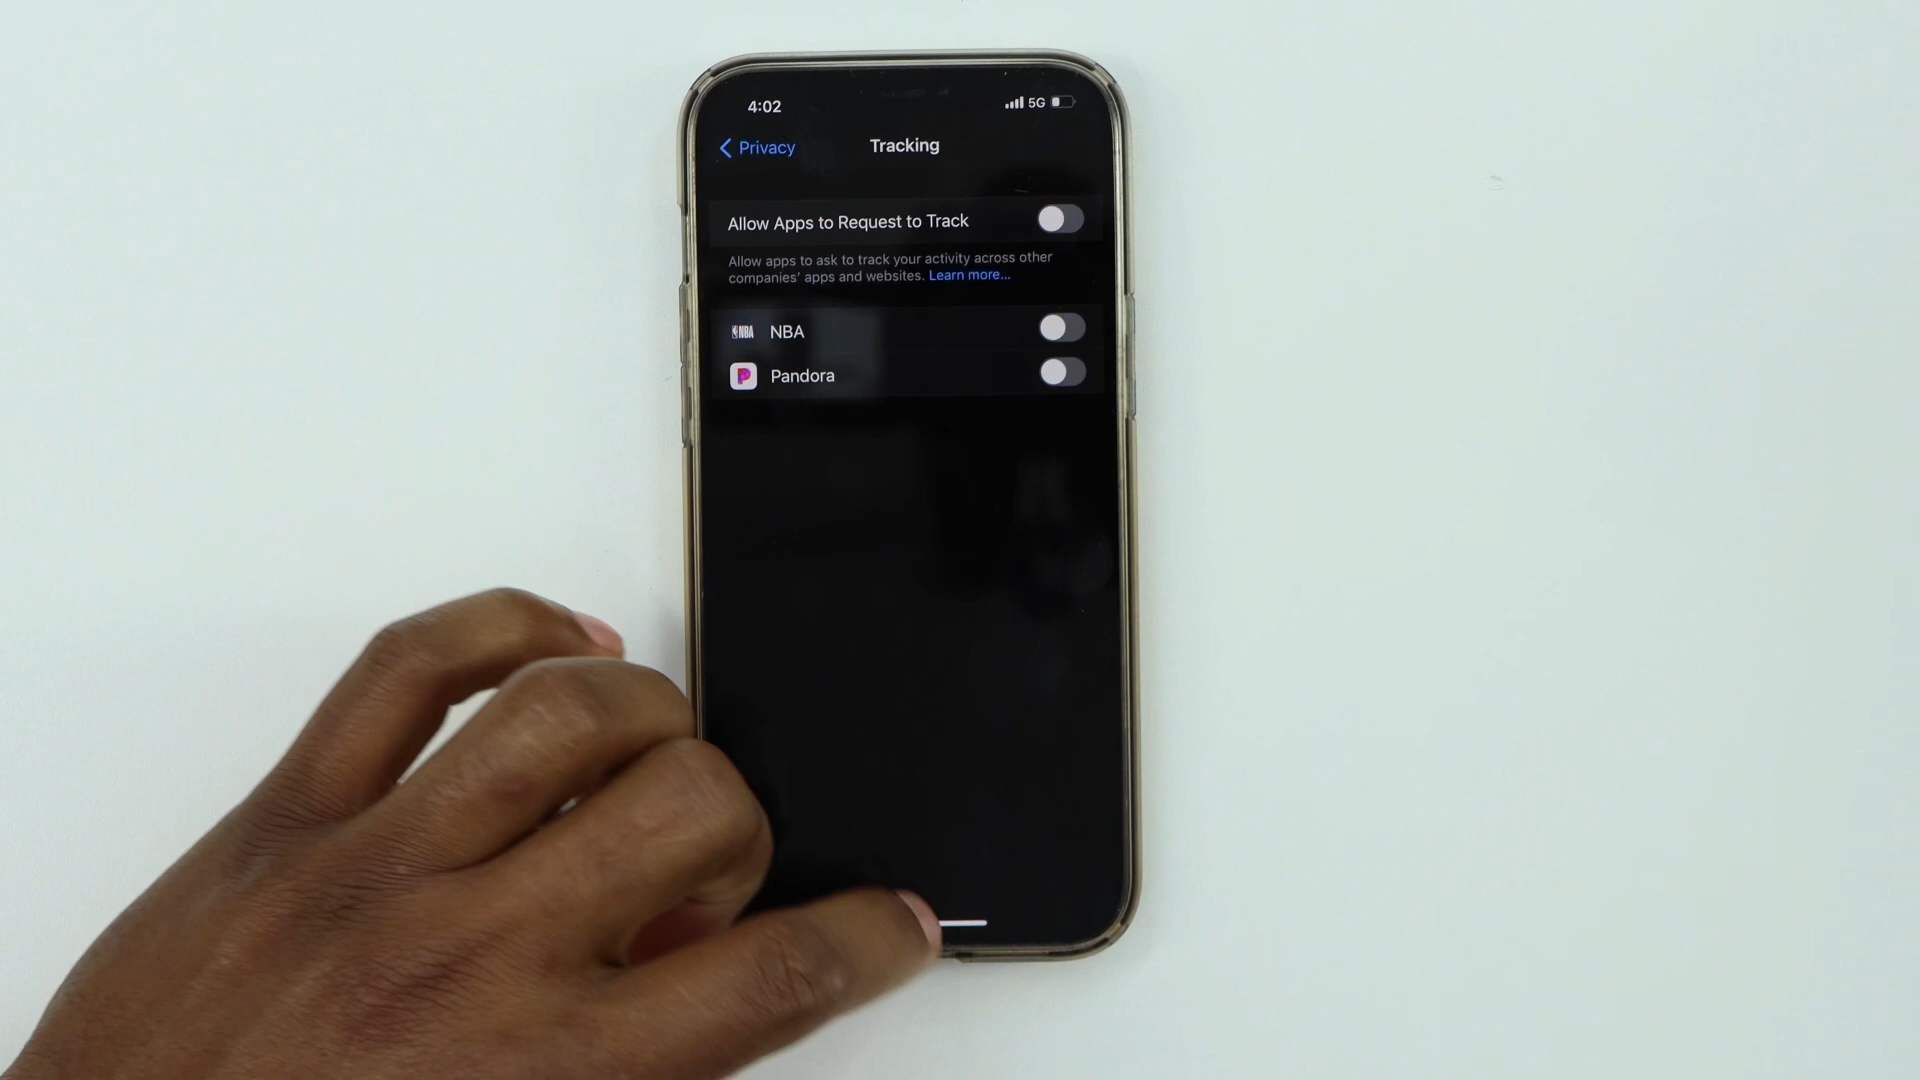 4:02 5G
Privacy Tracking
Allow Apps to Request to Track
Allow apps to ask to track your activity across other
companies' apps and websites. Learn more...
NBA NBA
Pandora